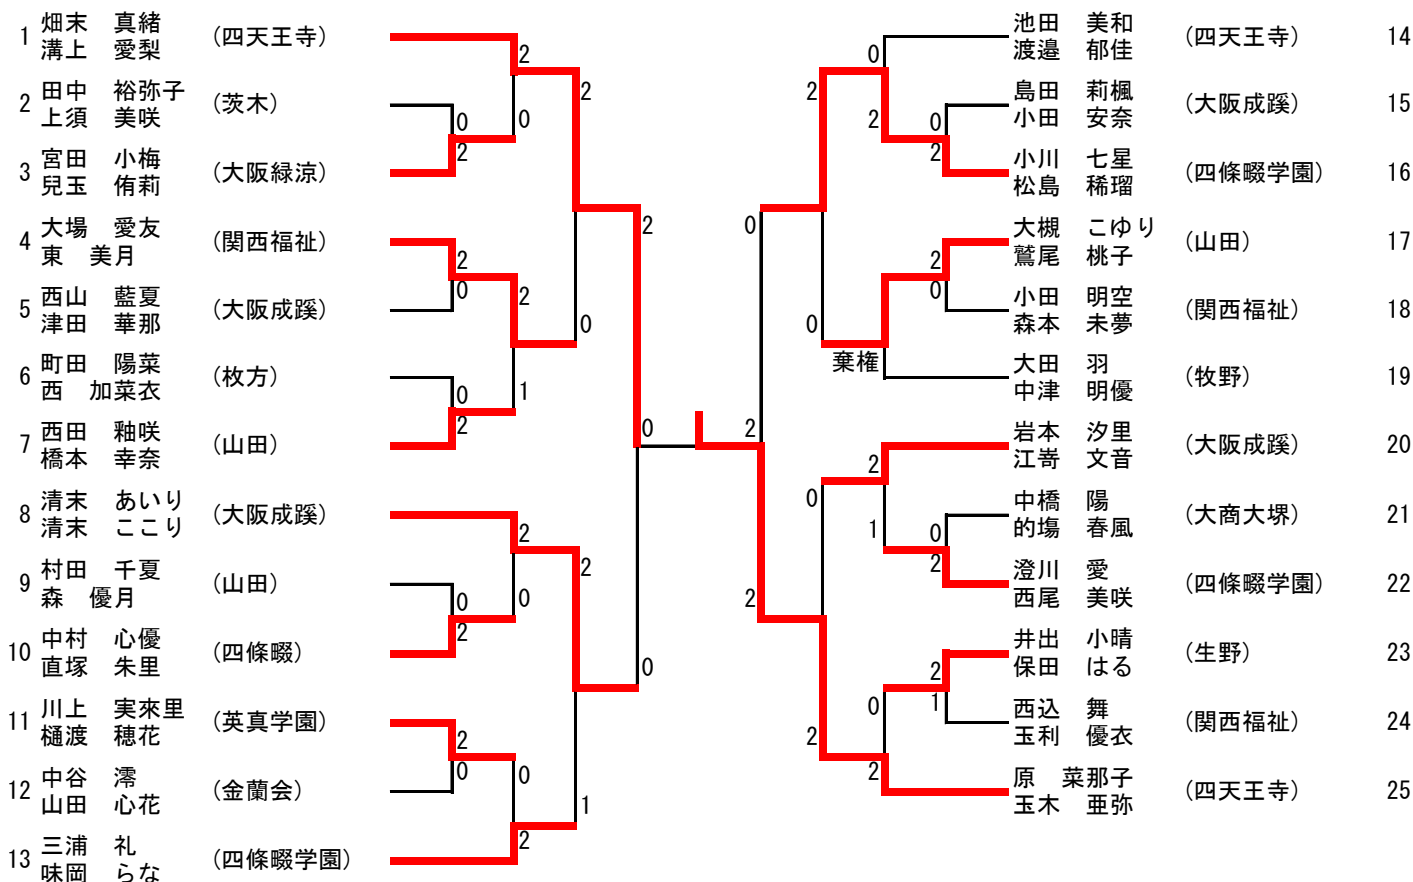 1 畑末 真緒 (四天王寺)
溝上 愛梨
2 田中 裕弥子 (茨木)
上須 美咲
3 宮田 小梅 (大阪緑涼)
兒玉 侑莉
4 大場 愛友 (関西福祉)
東 美月
5 西山 藍夏 (大阪成蹊)
津田 華那
6 町田 陽菜 (枚方)
西 加菜衣
7 西田 釉咲 (山田)
橋本 幸奈
8 清末 あいり (大阪成蹊)
清末 ここり
9 村田 千夏 (山田)
森 優月
10 中村 心優 (四條畷)
直塚 朱里
11 川上 実來里 (英真学園)
樋渡 穂花
12 中谷 澪 (金蘭会)
山田 心花
13 三浦 礼 (四條畷学園)
味岡 らな
2
0
2
0
2
0
2
0
0
2
2
1
2
0
0
2
2
0
2
0
0
2
1
0
2
0
2
0
0
2
2
0
2
2
0
0
棄権
2
0
2
0
2
1
0
2
2
2
1
0
2
池田 美和 (四天王寺) 14
渡邉 郁佳
島田 莉楓 (大阪成蹊) 15
小田 安奈
小川 七星 (四條畷学園) 16
松島 稀瑠
大槻 こゆり (山田) 17
鷲尾 桃子
小田 明空 (関西福祉) 18
森本 未夢
大田 羽 (牧野) 19
中津 明優
岩本 汐里 (大阪成蹊) 20
江嵜 文音
中橋 陽 (大商大堺) 21
的塲 春風
澄川 愛 (四條畷学園) 22
西尾 美咲
井出 小晴 (生野) 23
保田 はる
西込 舞 (関西福祉) 24
玉利 優衣
原 菜那子 (四天王寺) 25
玉木 亜弥